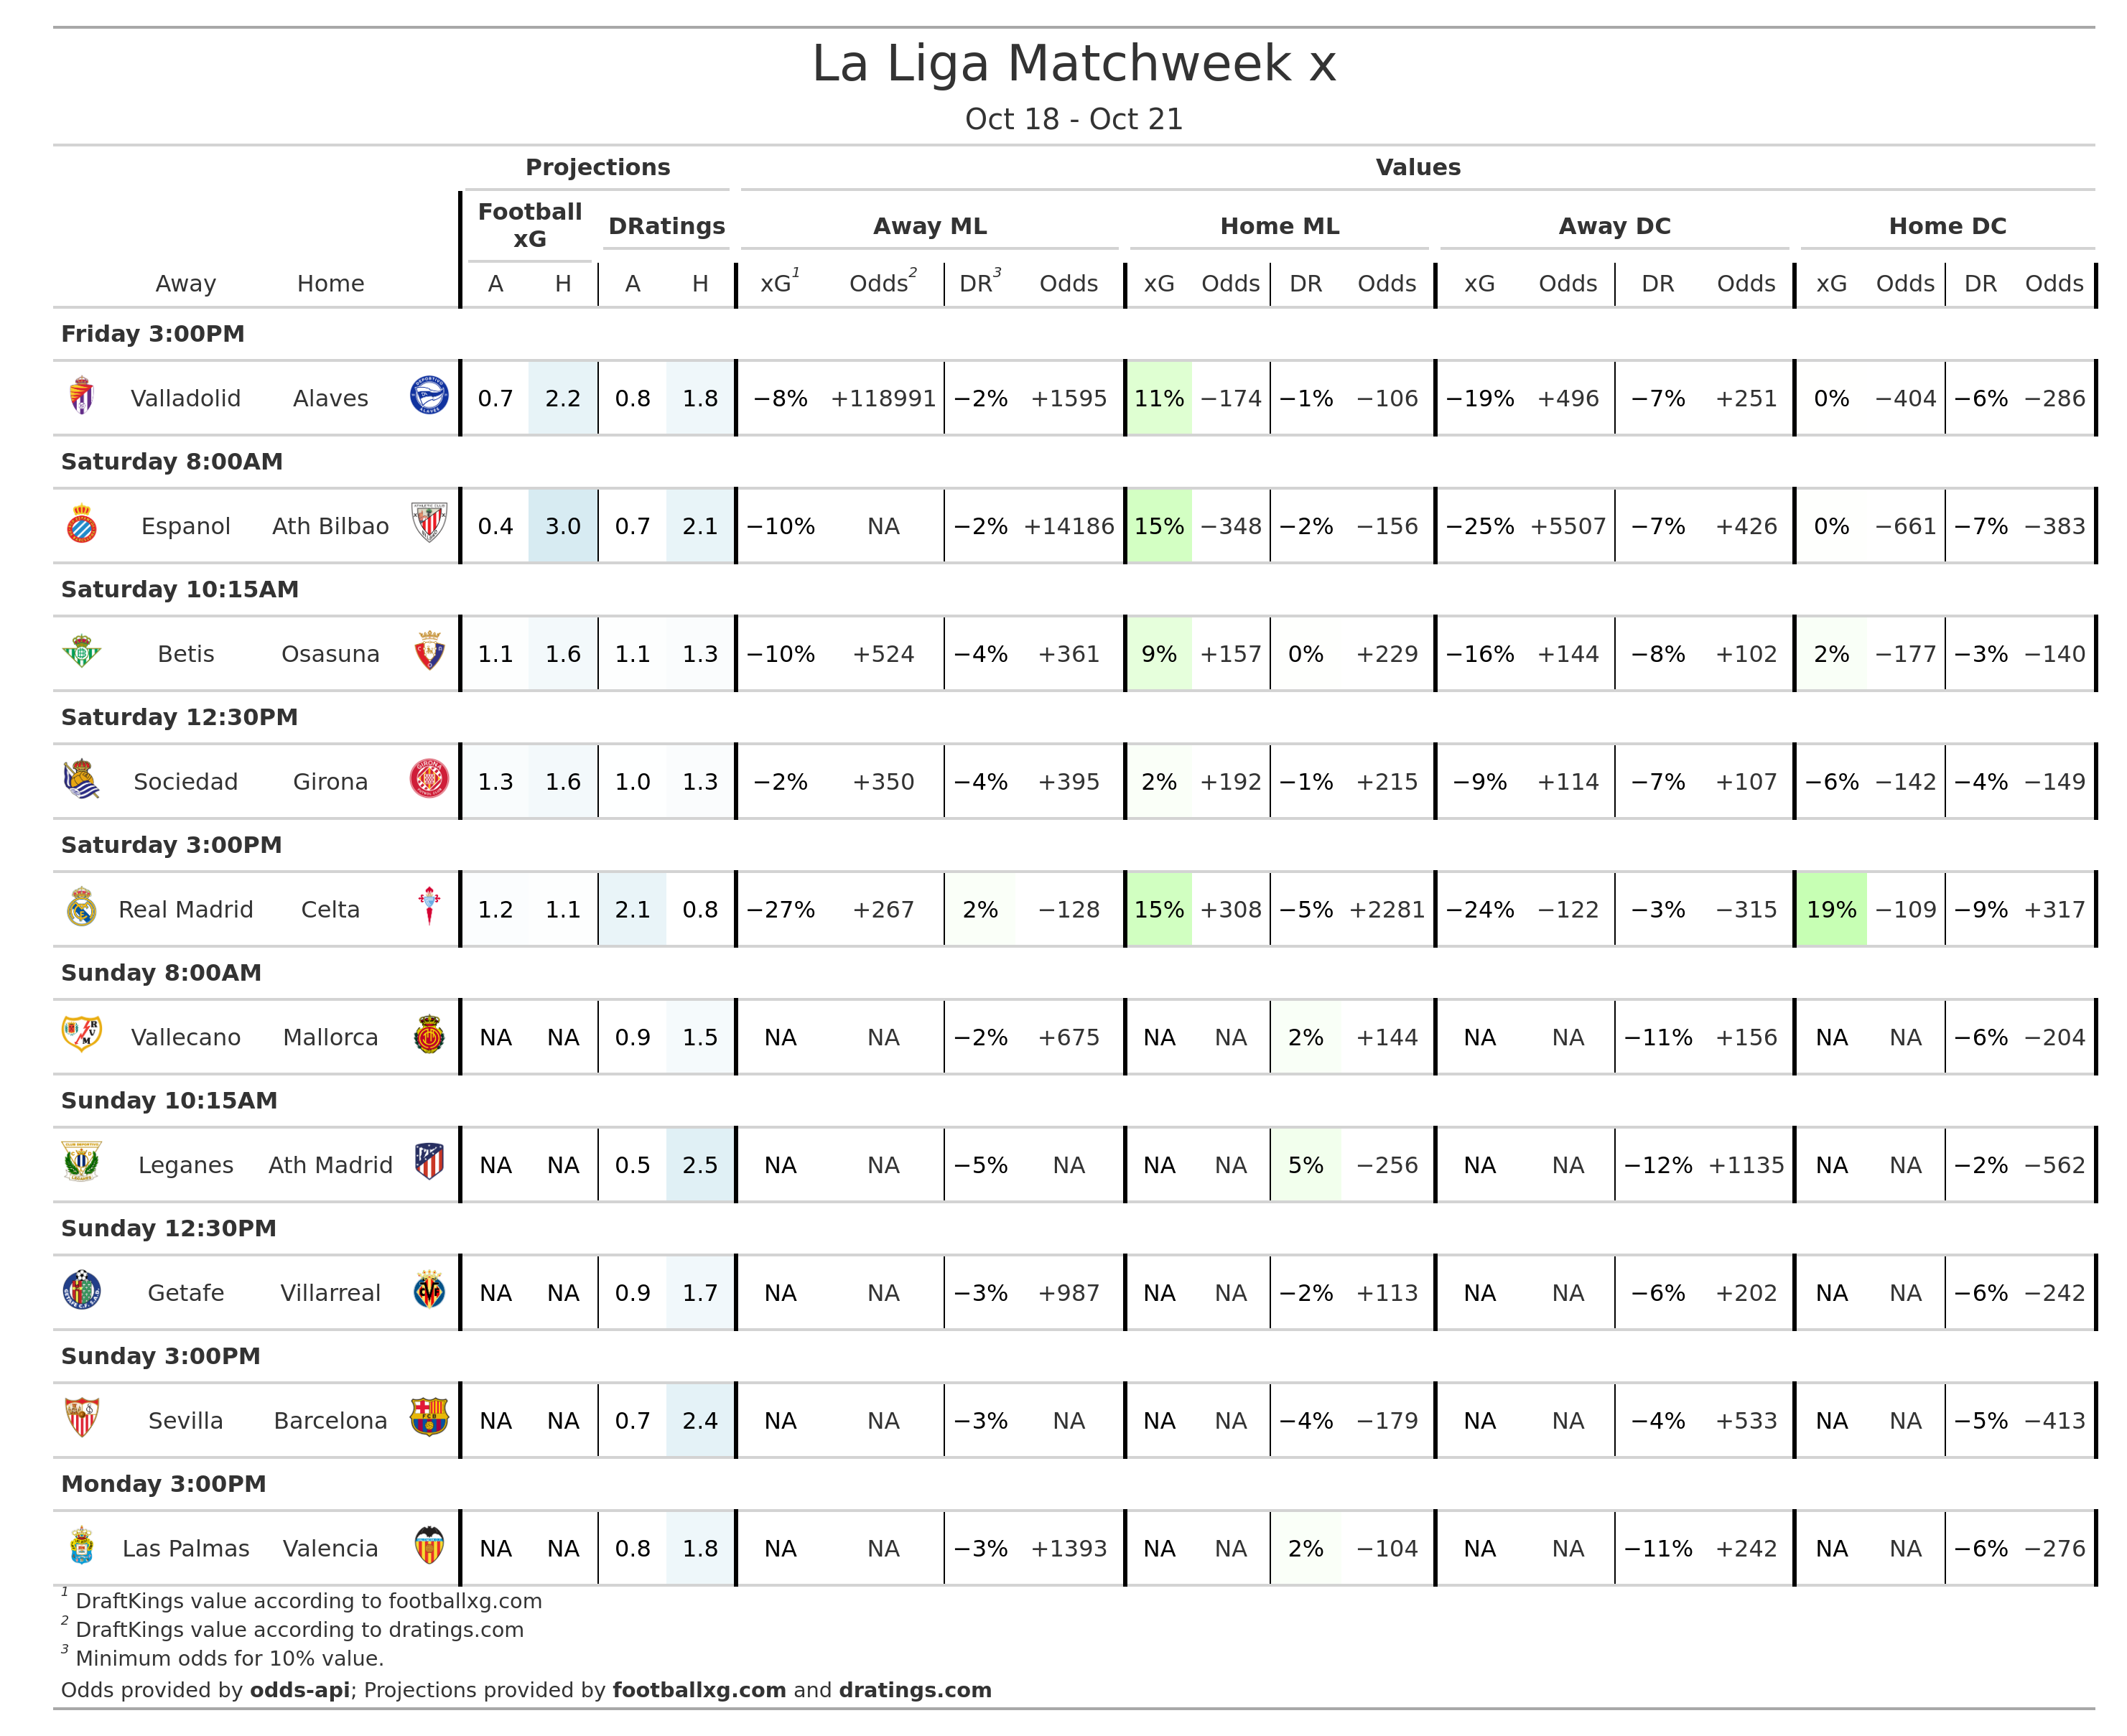 La Liga Matchweek x
Oct 18 - Oct 21
Projections Values
Football xG DRatings Away ML Home ML Away DC Home DC
Away Home A H A H xG1 Odds2 DR3 Odds xG Odds DR Odds xG Odds DR Odds xG Odds DR Odds
Friday 3:00PM
Valladolid Alaves 0.7 2.2 0.8 1.8 −8% +118991 −2% +1595 11% −174 −1% −106 −19% +496 −7% +251 0% −404 −6% −286
Saturday 8:00AM
Espanol Ath Bilbao 0.4 3.0 0.7 2.1 −10% NA −2% +14186 15% −348 −2% −156 −25% +5507 −7% +426 0% −661 −7% −383
Saturday 10:15AM
Betis Osasuna 1.1 1.6 1.1 1.3 −10% +524 −4% +361 9% +157 0% +229 −16% +144 −8% +102 2% −177 −3% −140
Saturday 12:30PM
Sociedad Girona 1.3 1.6 1.0 1.3 −2% +350 −4% +395 2% +192 −1% +215 −9% +114 −7% +107 −6% −142 −4% −149
Saturday 3:00PM
Real Madrid Celta 1.2 1.1 2.1 0.8 −27% +267 2% −128 15% +308 −5% +2281 −24% −122 −3% −315 19% −109 −9% +317
Sunday 8:00AM
Vallecano Mallorca NA NA 0.9 1.5 NA NA −2% +675 NA NA 2% +144 NA NA −11% +156 NA NA −6% −204
Sunday 10:15AM
Leganes Ath Madrid NA NA 0.5 2.5 NA NA −5% NA NA NA 5% −256 NA NA −12% +1135 NA NA −2% −562
Sunday 12:30PM
Getafe Villarreal NA NA 0.9 1.7 NA NA −3% +987 NA NA −2% +113 NA NA −6% +202 NA NA −6% −242
Sunday 3:00PM
Sevilla Barcelona NA NA 0.7 2.4 NA NA −3% NA NA NA −4% −179 NA NA −4% +533 NA NA −5% −413
Monday 3:00PM
Las Palmas Valencia NA NA 0.8 1.8 NA NA −3% +1393 NA NA 2% −104 NA NA −11% +242 NA NA −6% −276
1 DraftKings value according to footballxg.com
2 DraftKings value according to dratings.com
3 Minimum odds for 10% value.
Odds provided by odds-api; Projections provided by footballxg.com and dratings.com